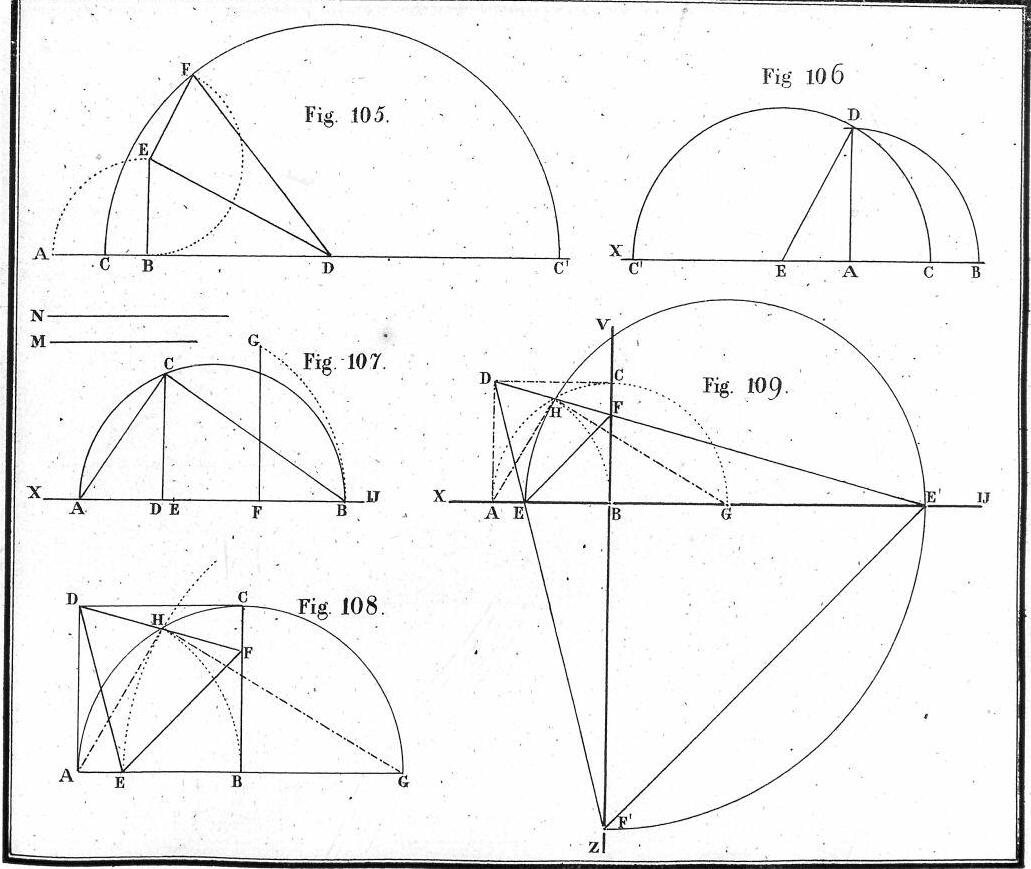 F
Fig. 105.
E
A C B D C'
Fig 106
D
X C' E A C B
N
M
G
Fig. 107.
C
X A D E F B IJ
V
D C
Fig. 109.
H F
X A E B G E' IJ
F'
Z
D H C
Fig. 108.
F
A E B G